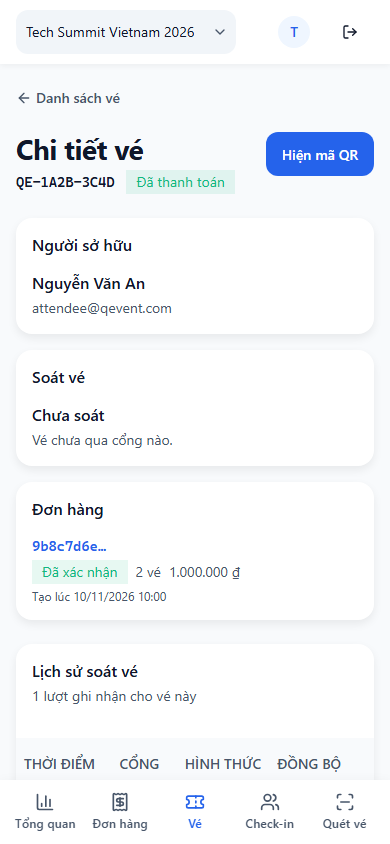 Tech Summit Vietnam 2026
T
Danh sách vé
Chi tiết vé
Hiện mã QR
QE-1A2B-3C4D Đã thanh toán
Người sở hữu
Nguyễn Văn An
attendee@qevent.com
Soát vé
Chưa soát
Vé chưa qua cổng nào.
Đơn hàng
9b8c7d6e…
Đã xác nhận 2 vé 1.000.000 ₫
Tạo lúc 10/11/2026 10:00
Lịch sử soát vé
1 lượt ghi nhận cho vé này
THỜI ĐIỂM CỔNG HÌNH THỨC ĐỒNG BỘ
Tổng quan Đơn hàng Vé Check-in Quét vé